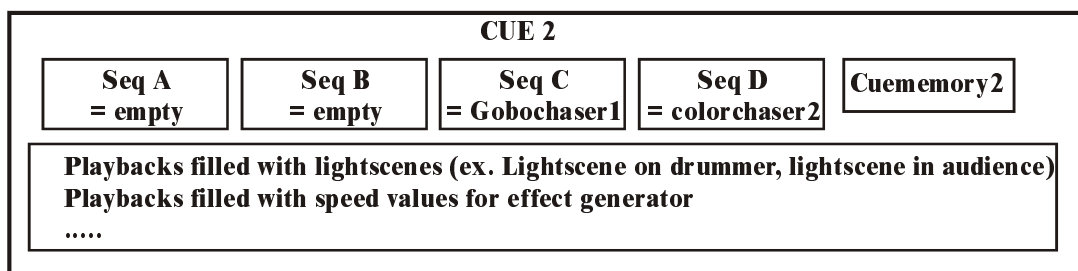 CUE 2
Seq A
= empty
Seq B
= empty
Seq C
= Gobochaser1
Seq D
= colorchaser2
Cuememory2
Playbacks filled with lightscenes (ex. Lightscene on drummer, lightscene in audience)
Playbacks filled with speed values for effect generator
.....